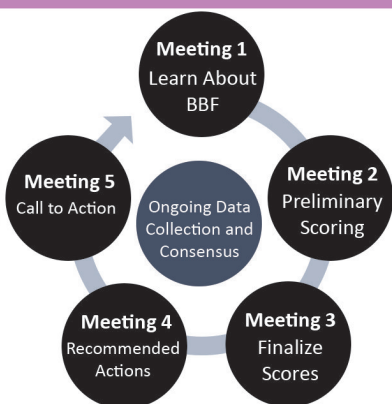 Meeting 1
Learn About
BBF
Meeting 2
Preliminary
Scoring
Meeting 3
Finalize
Scores
Meeting 4
Recommended
Actions
Meeting 5
Call to Action
Ongoing Data
Collection and
Consensus